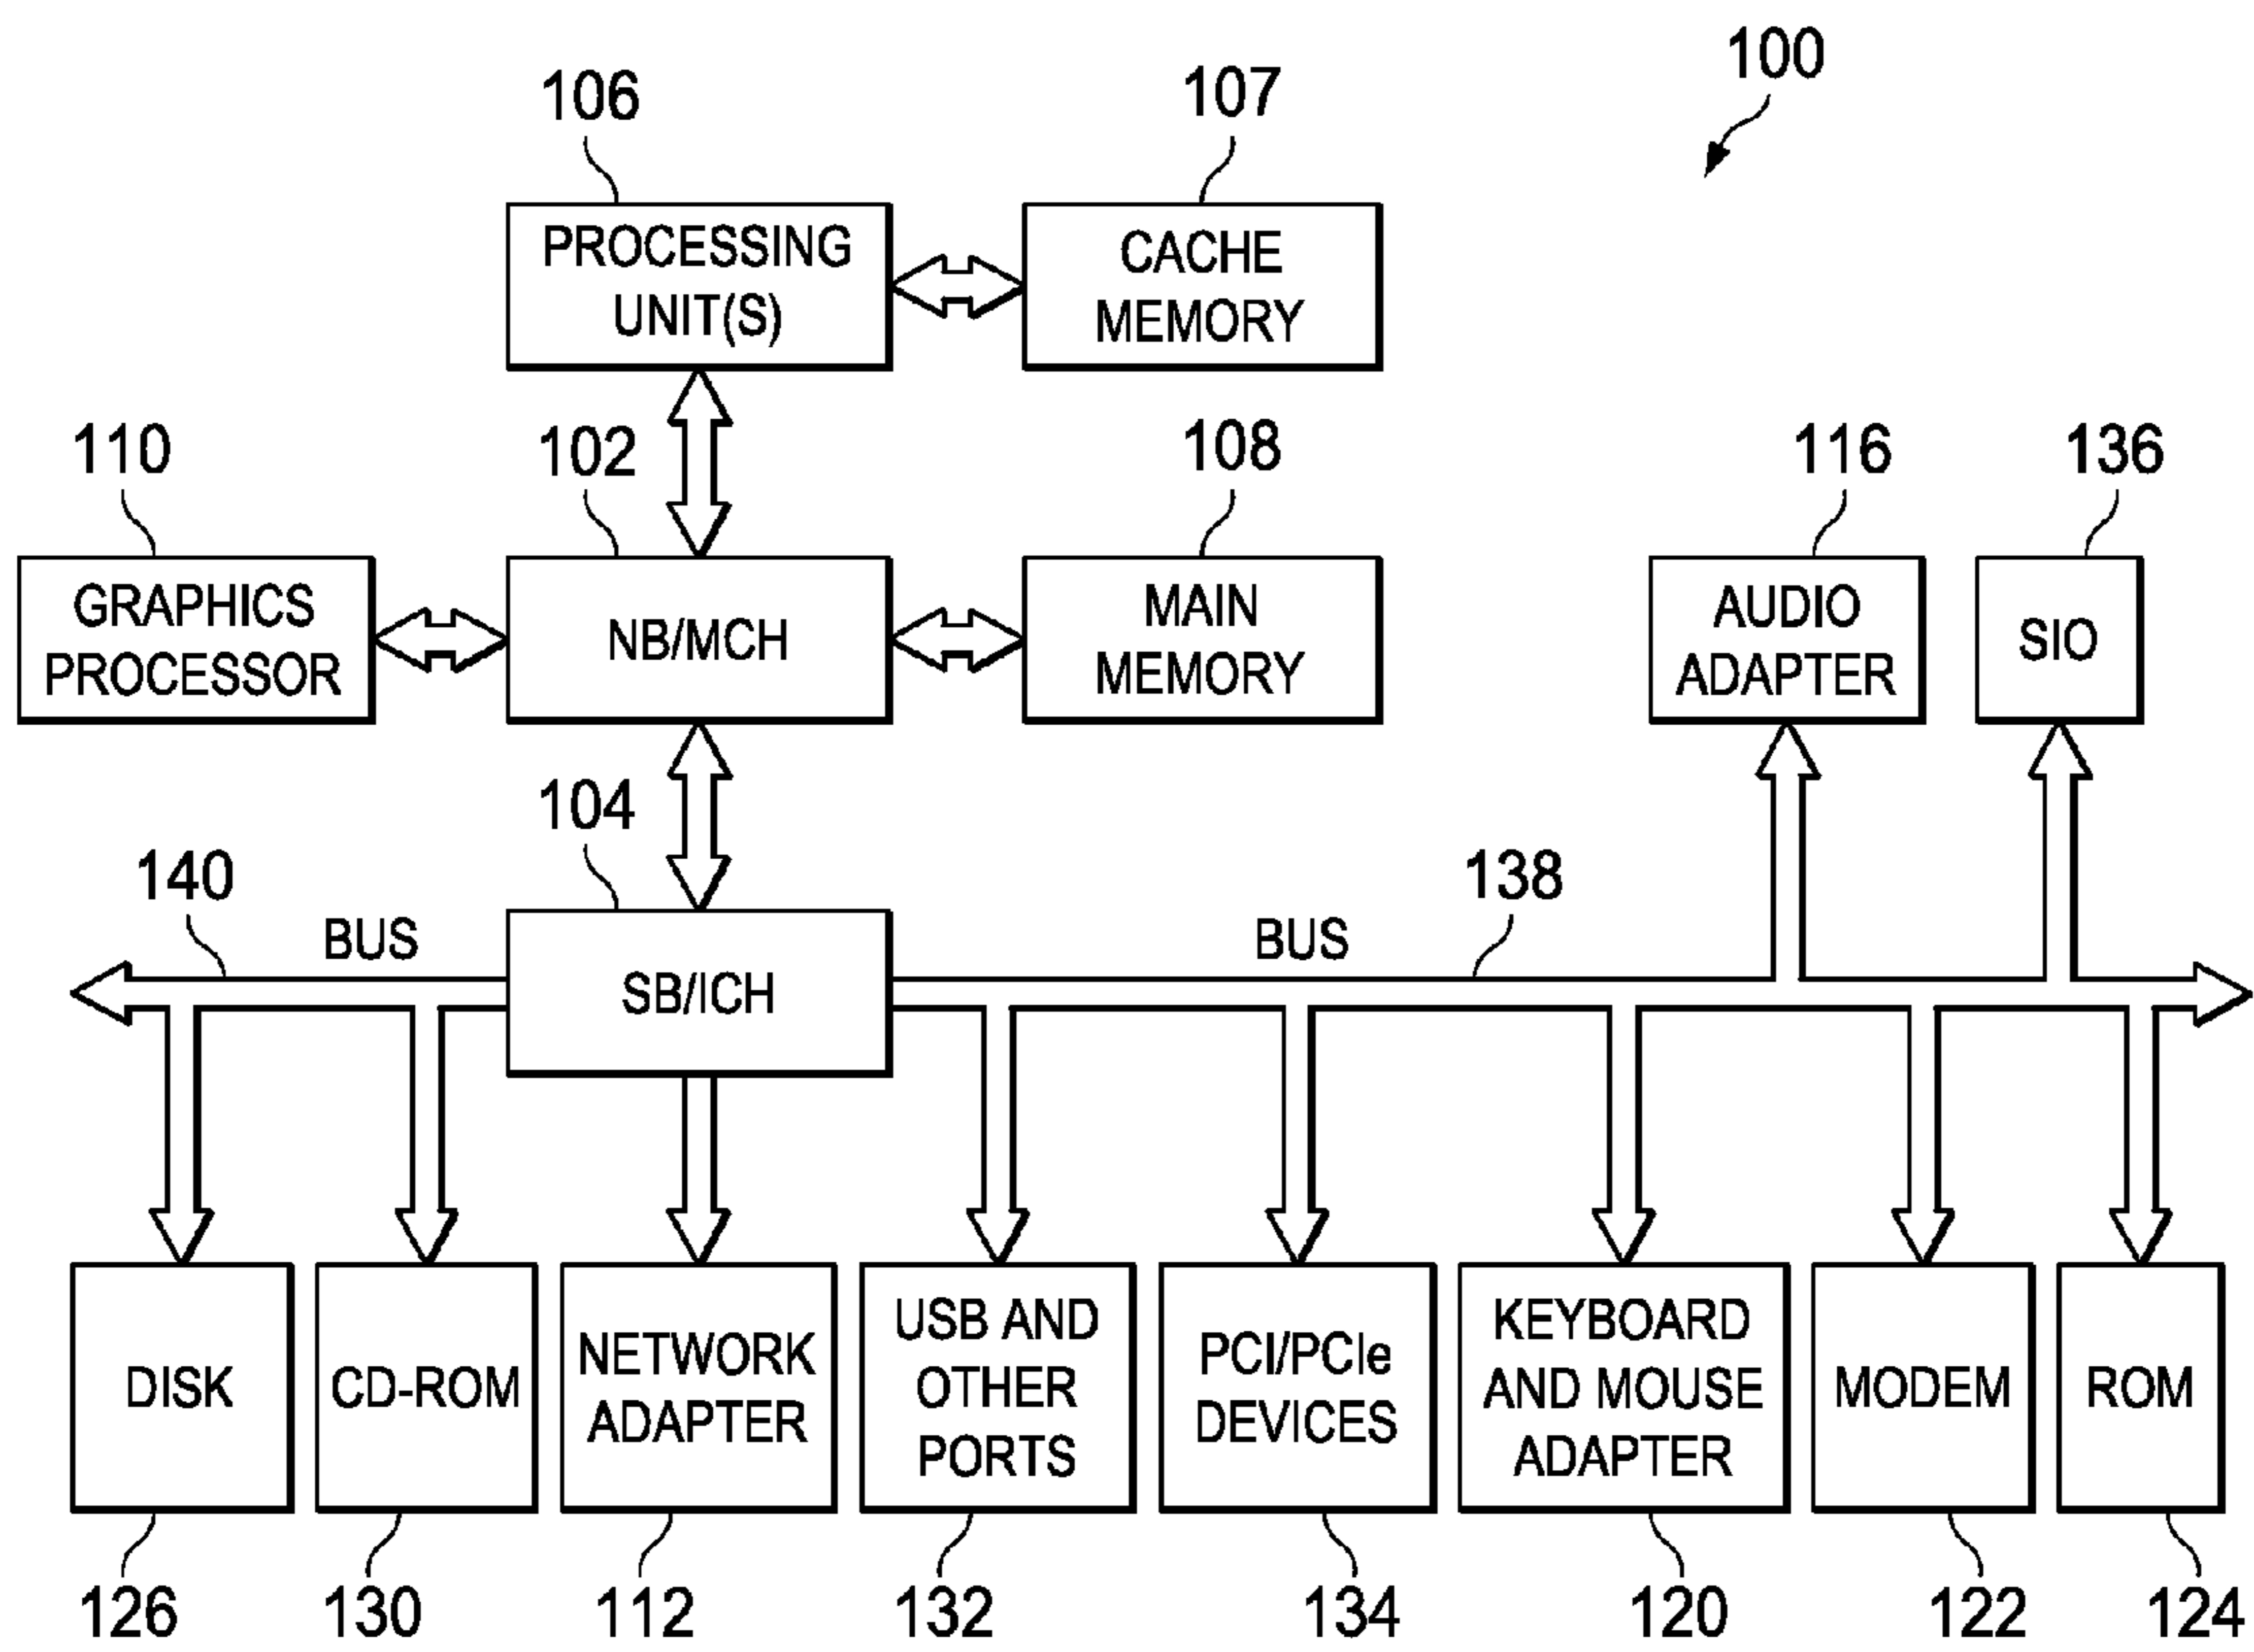 100
106
107
PROCESSING
UNIT(S)
CACHE
MEMORY
110
102
108
116
136
GRAPHICS
PROCESSOR
NB/MCH
MAIN
MEMORY
AUDIO
ADAPTER
SIO
104
140
BUS
SB/ICH
BUS
138
DISK
CD-ROM
NETWORK
ADAPTER
USB AND
OTHER
PORTS
PCI/PCIe
DEVICES
KEYBOARD
AND MOUSE
ADAPTER
MODEM
ROM
126
130
112
132
134
120
122
124